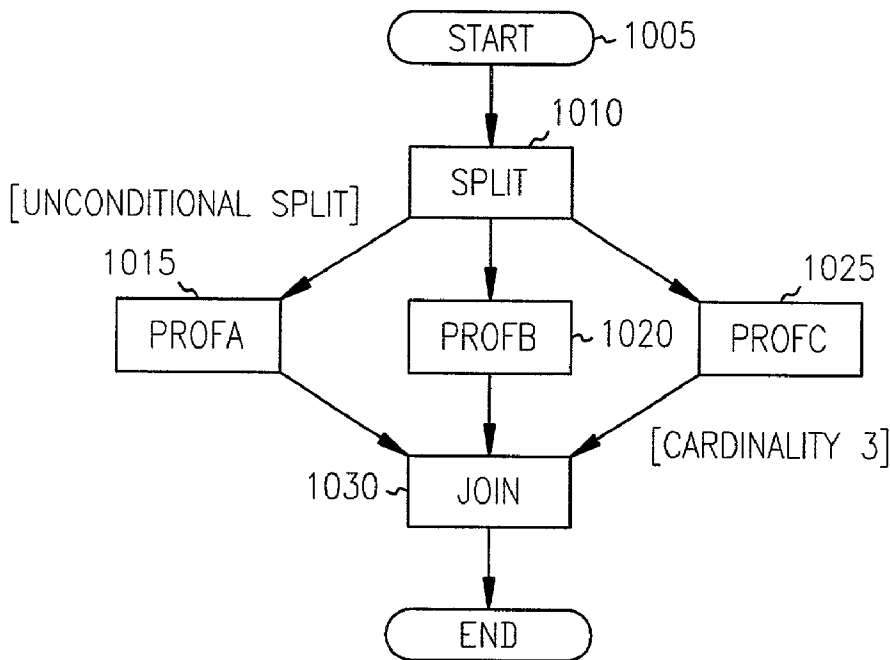 START
1005
1010
SPLIT
[UNCONDITIONAL SPLIT]
1015
1025
PROFA
PROFB
1020
PROFC
[CARDINALITY 3]
1030
JOIN
END